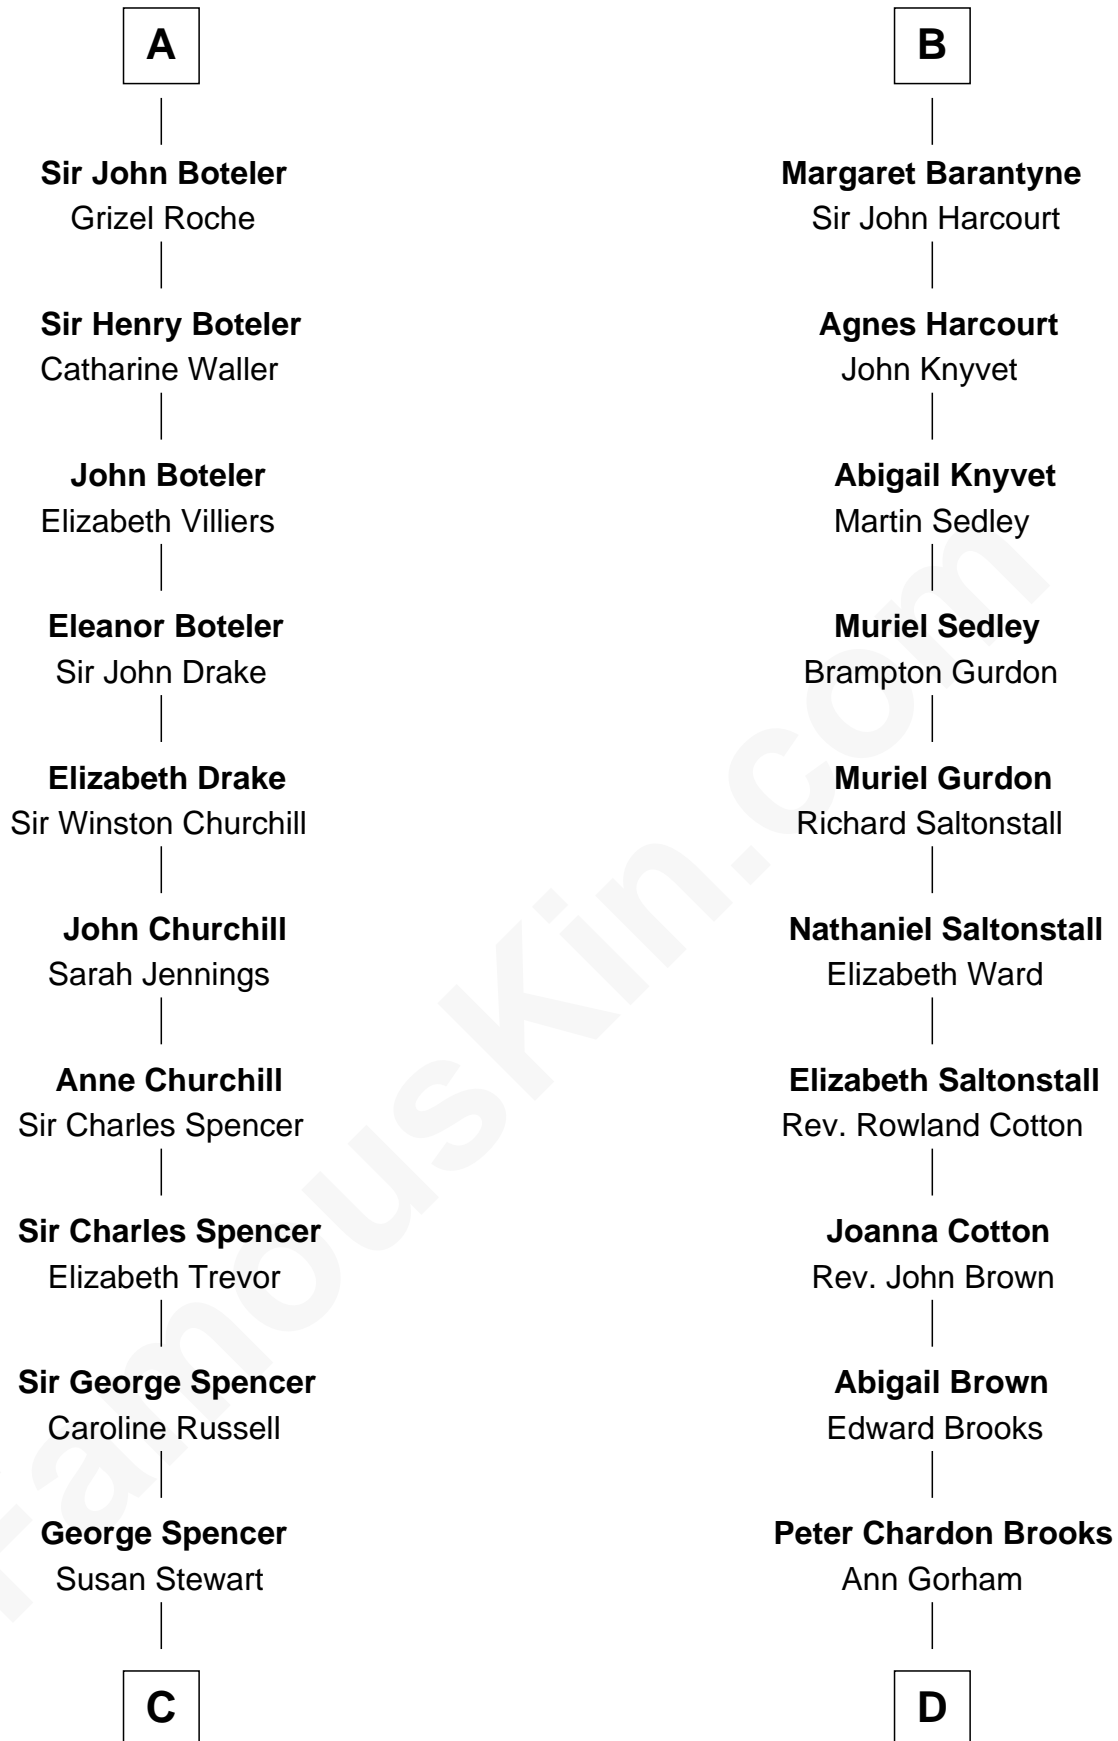 A
Sir John Boteler
Grizel Roche
Sir Henry Boteler
Catharine Waller
John Boteler
Elizabeth Villiers
Eleanor Boteler
Sir John Drake
Elizabeth Drake
Sir Winston Churchill
John Churchill
Sarah Jennings
Anne Churchill
Sir Charles Spencer
Sir Charles Spencer
Elizabeth Trevor
Sir George Spencer
Caroline Russell
George Spencer
Susan Stewart
C
B
Margaret Barantyne
Sir John Harcourt
Agnes Harcourt
John Knyvet
Abigail Knyvet
Martin Sedley
Muriel Sedley
Brampton Gurdon
Muriel Gurdon
Richard Saltonstall
Nathaniel Saltonstall
Elizabeth Ward
Elizabeth Saltonstall
Rev. Rowland Cotton
Joanna Cotton
Rev. John Brown
Abigail Brown
Edward Brooks
Peter Chardon Brooks
Ann Gorham
D
FamousKin.com